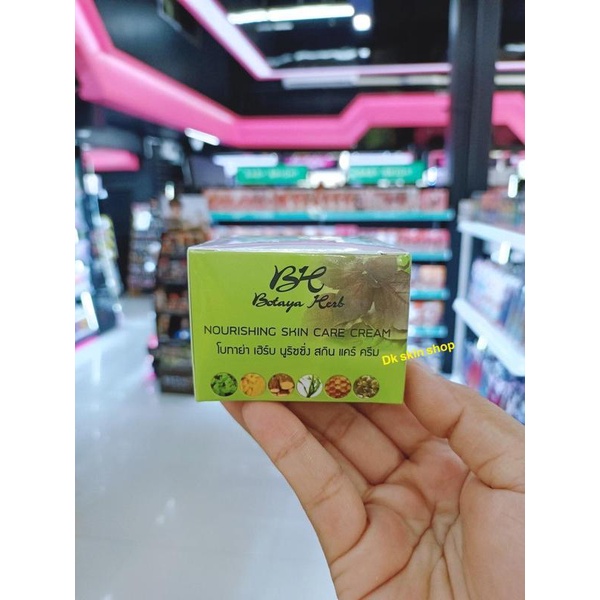 BH
Botaya Herb
NOURISHING SKIN CARE CREAM
โบทาย่า เฮิร์บ นูริชชิ่ง สกิน แคร์ ครีม
Dk skin shop